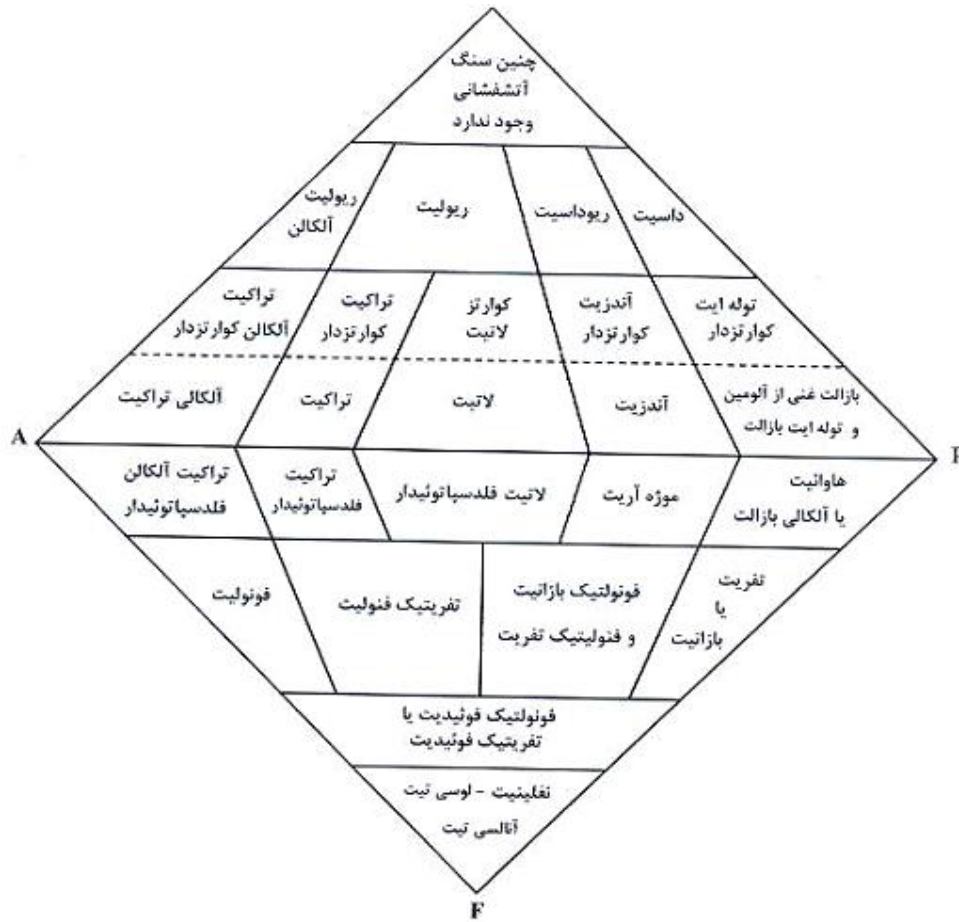 چنین سنگ
آتشفشانی
وجود ندارد
ریولیت
آلکالن
ریولیت
ریوداسیت
داسیت
تراکیت
آلکالن کوارتزدار
تراکیت
کوارتزدار
کوارتز
لاتیت
آندزیت
کوارتزدار
توله ایت
کوارتزدار
آلکالی تراکیت
تراکیت
لاتیت
آندزیت
بازالت غنی از آلومین
و توله ایت بازالت
A
P
تراکیت آلکالن
فلدسپاتوئیدار
تراکیت
فلدسپاتوئیدار
لاتیت فلدسپاتوئیدار
موژه آریت
هاوائیت
یا آلکالی بازالت
فونولیت
تفریتیک فنولیت
فونولتیک بازانیت
و فنولیتیک تفریت
تفریت
یا
بازانیت
فونولتیک فوئیدیت یا
تفریتیک فوئیدیت
نفلینیت - لوسی تیت
آنالسی تیت
F